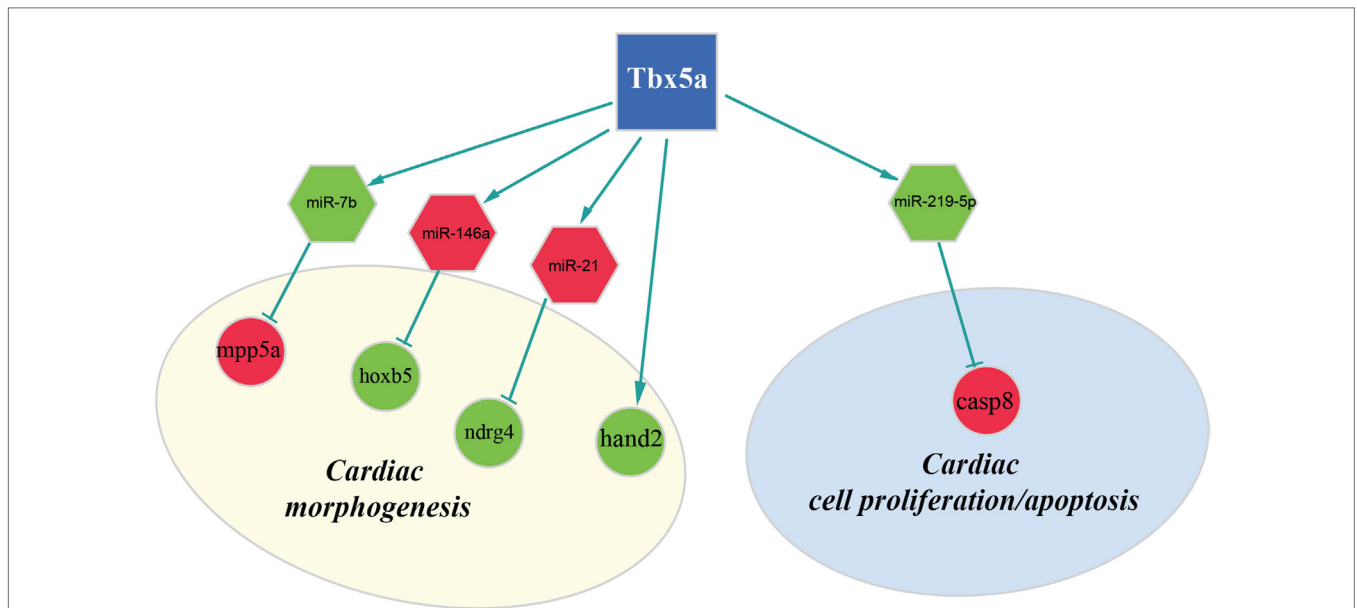 Tbx5a
miR-7b
miR-146a
miR-21
miR-219-5p
mpp5a
hoxb5
ndrg4
hand2
casp8
Cardiac
morphogenesis
Cardiac
cell proliferation/apoptosis